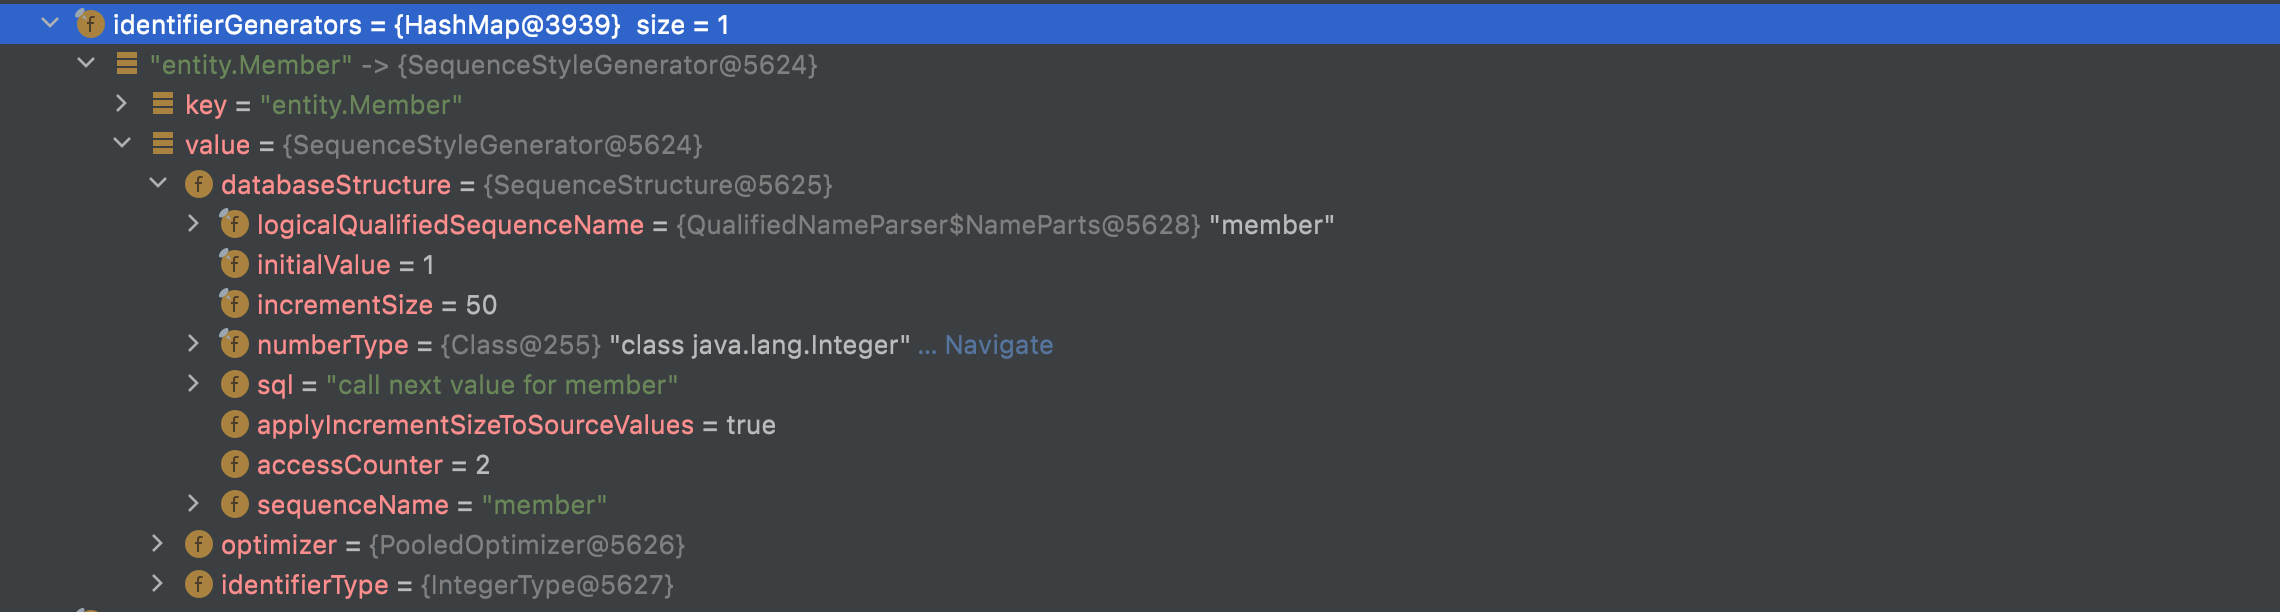 identifierGenerators = {HashMap@3939} size = 1
"entity.Member" -> {SequenceStyleGenerator@5624}
key = "entity.Member"
value = {SequenceStyleGenerator@5624}
f databaseStructure = {SequenceStructure@5625}
f logicalQualifiedSequenceName = {QualifiedNameParser$NameParts@5628} "member"
f initialValue = 1
f incrementSize = 50
f numberType = {Class@255} "class java.lang.Integer" ... Navigate
f sql = "call next value for member"
f applyIncrementSizeToSourceValues = true
f accessCounter = 2
f sequenceName = "member"
f optimizer = {PooledOptimizer@5626}
f identifierType = {IntegerType@5627}